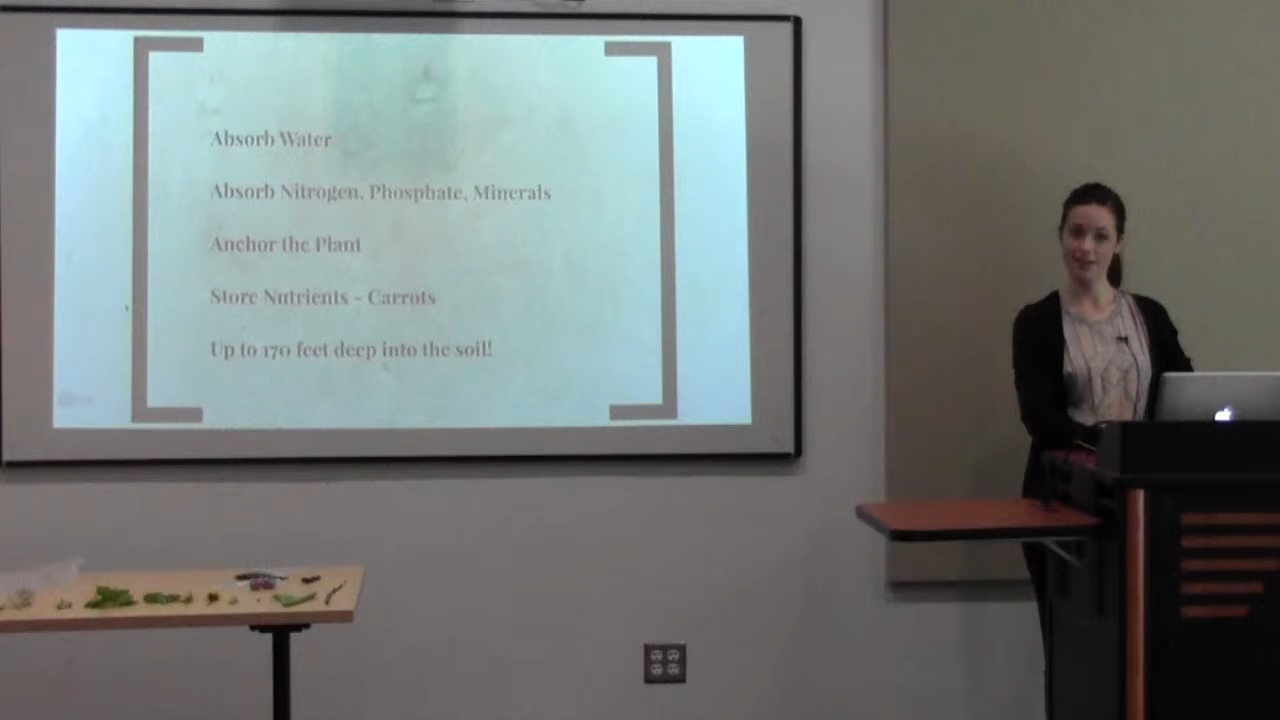 Absorb Water
Absorb Nitrogen, Phosphate, Minerals
Anchor the Plant
Store Nutrients - Carrots
Up to 170 feet deep into the soil!